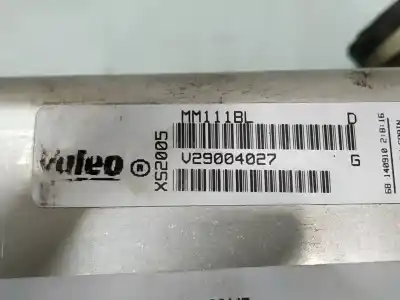 MM111BL D
valeo ® XS2005
V29004027 G
68 140910 2:8:16